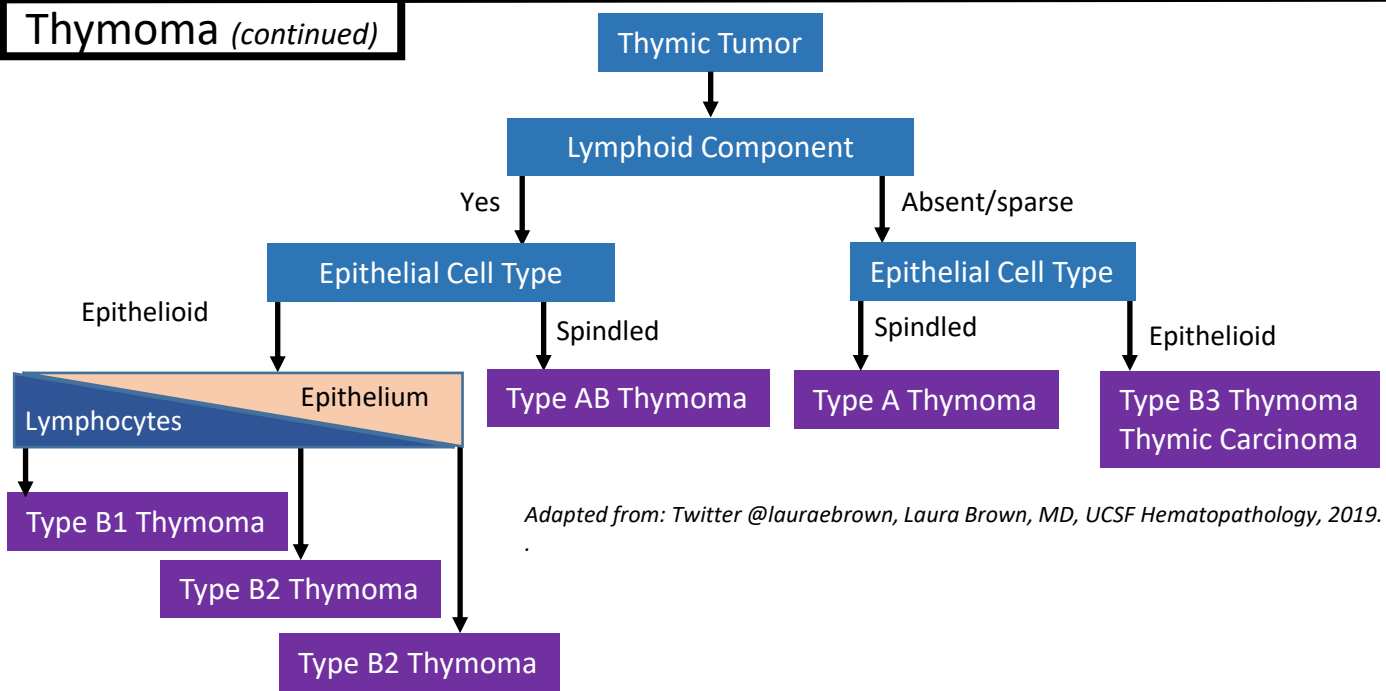 Thymoma (continued)
Thymic Tumor
Lymphoid Component
Yes
Absent/sparse
Epithelial Cell Type
Epithelial Cell Type
Epithelioid
Spindled
Spindled
Epithelioid
Epithelium
Lymphocytes
Type AB Thymoma
Type A Thymoma
Type B3 Thymoma
Thymic Carcinoma
Type B1 Thymoma
Adapted from: Twitter @lauraebrown, Laura Brown, MD, UCSF Hematopathology, 2019.
.
Type B2 Thymoma
Type B2 Thymoma